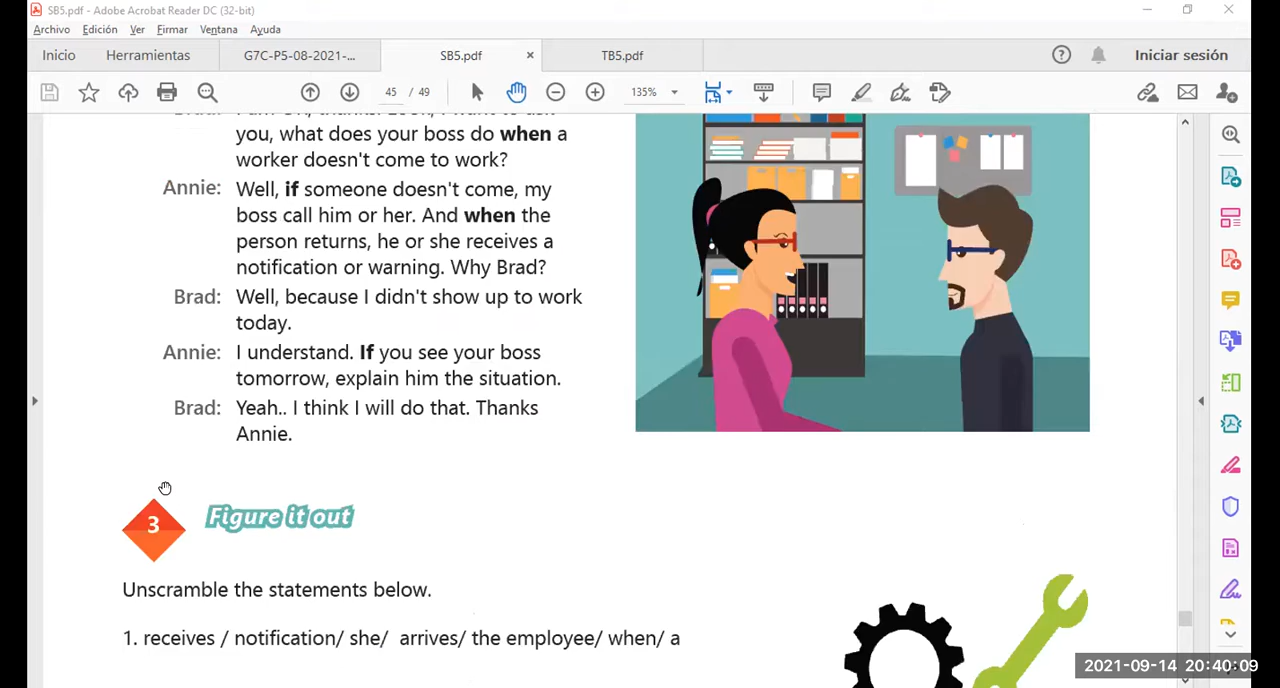 SB5.pdf - Adobe Acrobat Reader DC (32-bit)
Archivo Edición Ver Firmar Ventana Ayuda
Inicio Herramientas G7C-P5-08-2021-... SB5.pdf × TB5.pdf Iniciar sesión
45 / 49 135%
you, what does your boss do when a
worker doesn't come to work?
Annie: Well, if someone doesn't come, my
boss call him or her. And when the
person returns, he or she receives a
notification or warning. Why Brad?
Brad: Well, because I didn't show up to work
today.
Annie: I understand. If you see your boss
tomorrow, explain him the situation.
Brad: Yeah.. I think I will do that. Thanks
Annie.
3 Figure it out
Unscramble the statements below.
1. receives / notification/ she/ arrives/ the employee/ when/ a
2021-09-14 20:40:09